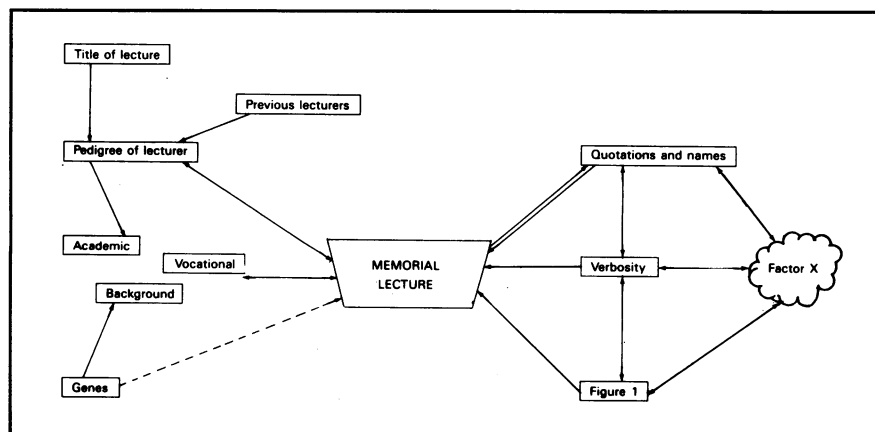 Title of lecture
Previous lecturers
Pedigree of lecturer
Quotations and names
Academic
Vocational
MEMORIAL
LECTURE
Verbosity
Factor X
Background
Genes
Figure 1